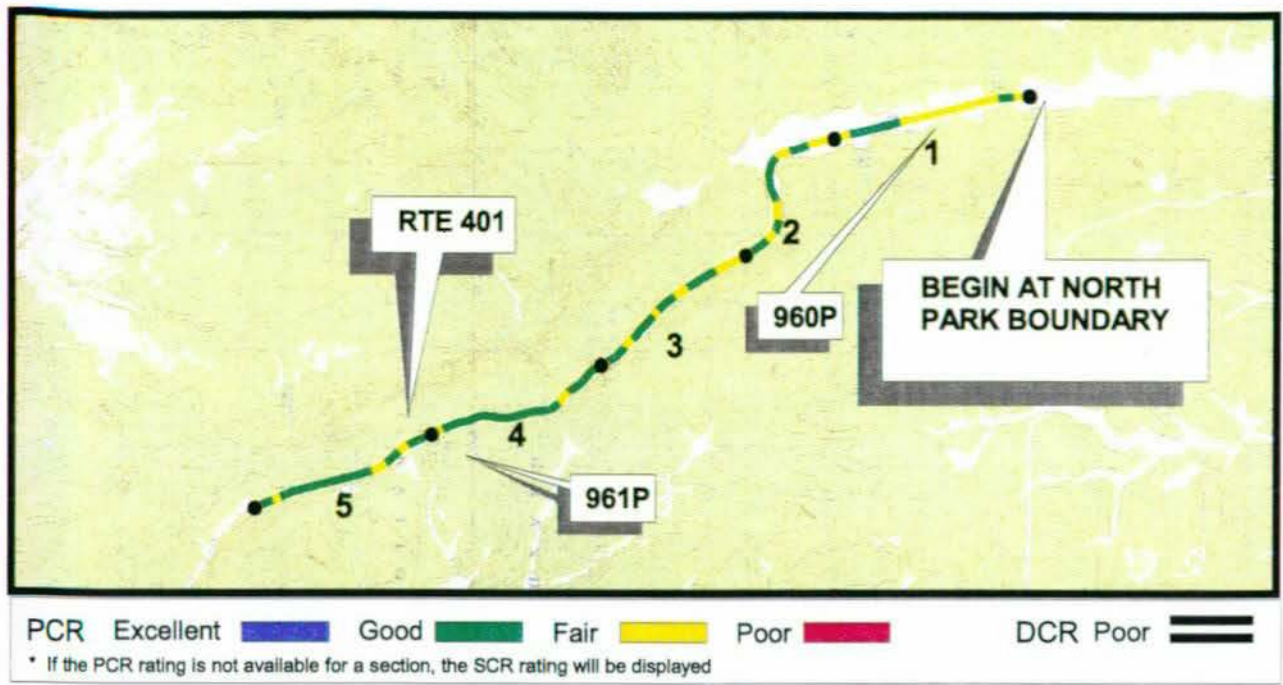 1
2
RTE 401
BEGIN AT NORTH
PARK BOUNDARY
960P
3
4
961P
5
PCR Excellent Good Fair Poor DCR Poor
* If the PCR rating is not available for a section, the SCR rating will be displayed